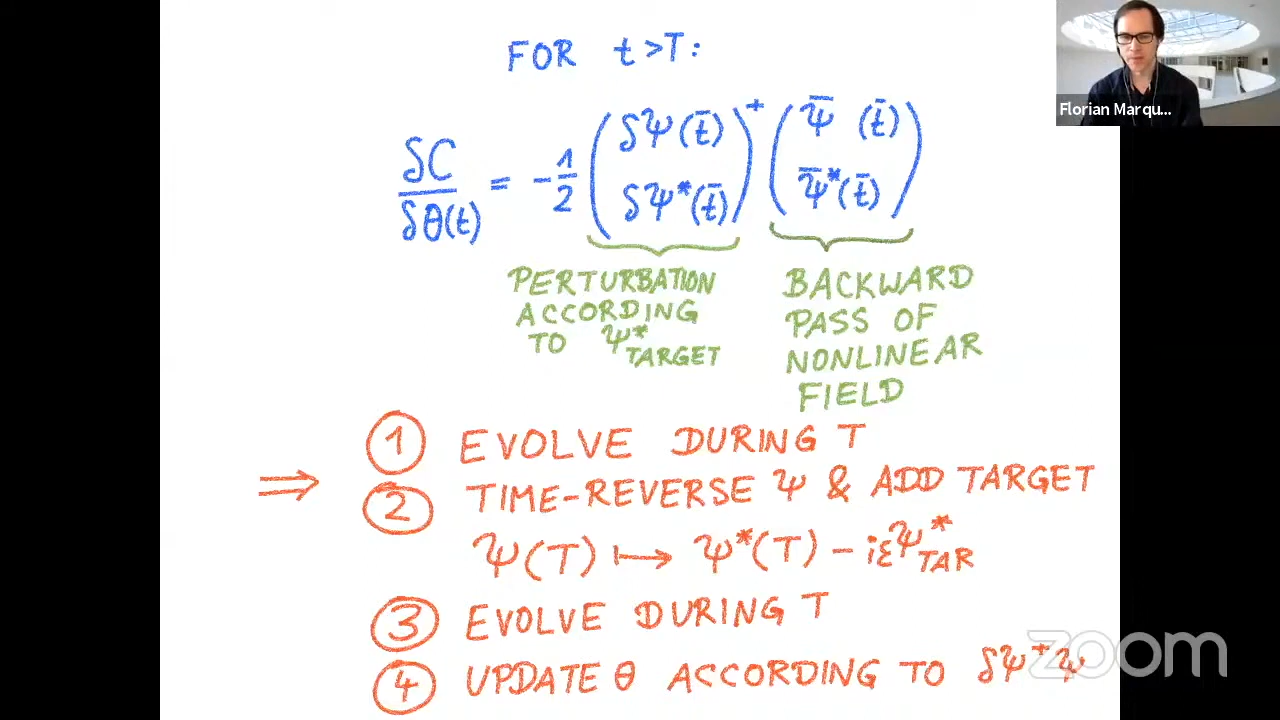 FOR t > T:
δC/δθ(t) = -1/2 (δΨ(t̄) δΨ*(t̄))⁺ (Ψ̄(t̄) Ψ̄*(t̄))
PERTURBATION
ACCORDING
TO Ψ*TARGET
BACKWARD
PASS OF
NONLINEAR
FIELD
⇒ ① EVOLVE DURING T
② TIME-REVERSE Ψ & ADD TARGET
Ψ(T) ↦ Ψ*(T) - iεΨ*TAR
③ EVOLVE DURING T
④ UPDATE θ ACCORDING TO δΨ⁺Ψ
Florian Marqu...
zoom